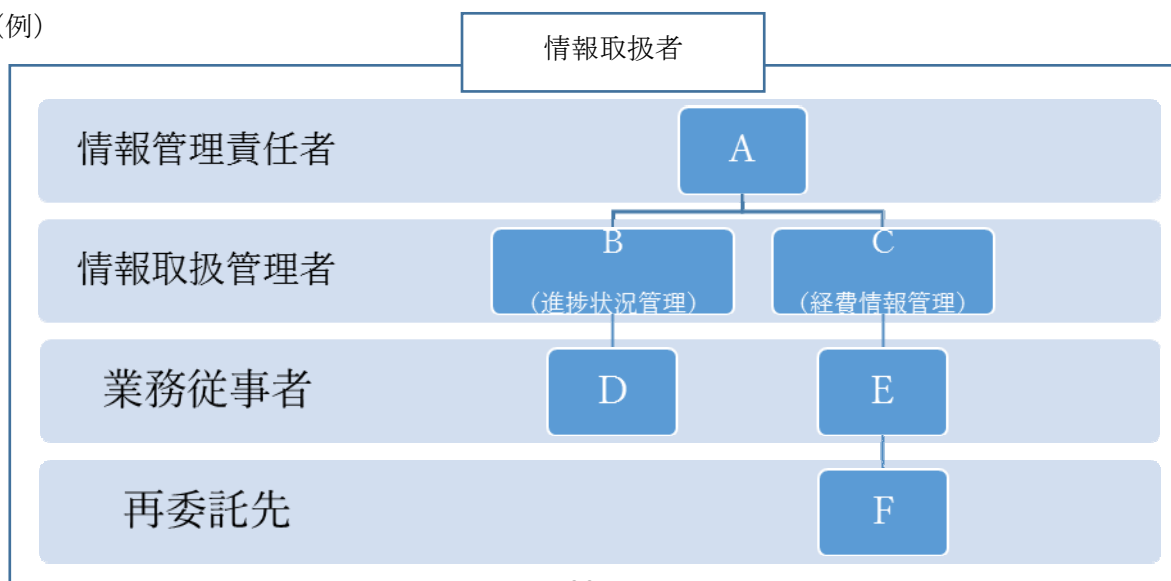 （例）
情報取扱者
情報管理責任者
A
情報取扱管理者
B
（進捗状況管理）
C
（経費情報管理）
業務従事者
D
E
再委託先
F